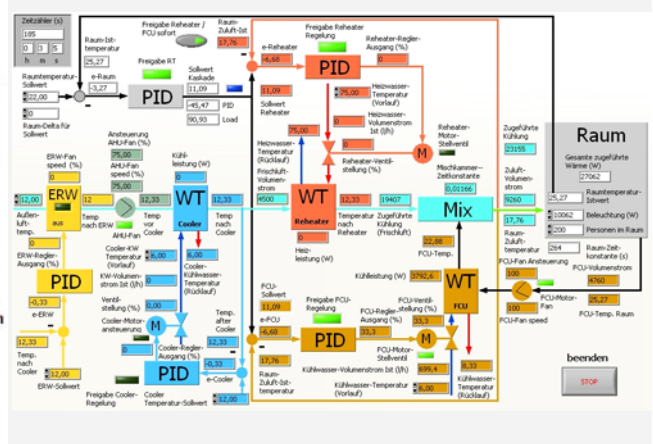 Zeitzähler (s)
185
0 3 5
h m s
Raum-Ist-
temperatur
25,27
e-Raum
-3,27
Raumtemperatur-
Sollwert
22,00
Raum-Delta für
Sollwert
0
Freigabe RT
PID
Freigabe Reheater /
FCU sofort
Sollwert
Kaskade
11,09
-45,47 PID
90,93 Load
Raum-
Zuluft-Ist
17,76
e-Reheater
-6,68
11,09
Sollwert
Reheater
Freigabe Reheater
Regelung
PID
Reheater-Regler-
Ausgang (%)
0
75,00
Heizwasser-
Temperatur
(Vorlauf)
Heizwasser-
Volumenstrom
Ist (l/h)
0
75,00
Heizwasser-
Temperatur
(Rücklauf)
Reheater-Ventil-
stellung (%)
0
M
Reheater-
Motor-
Stellventil
Mischkammer-
Zeitkonstante
0,01166
Zugeführte
Kühlung
23155
Raum
Gesamte zugeführte
Wärme (W)
27062
25,27
Raumtemperatur-
Istwert
10062
Beleuchtung (W)
200
Personen im Raum
264
Raum-Zeit-
konstante (s)
Zuluft-
Volumen-
strom
9260
17,76
Raum-
Zuluft-
temperatur
ERW-Fan
speed (%)
0
Ansteuerung
AHU-Fan (%)
75,00
AHU-Fan
speed (%)
75,00
Kühl-
leistung (W)
0
Frischluft-
Volumen-
strom
4500
12,00
Außen-
luft-
temp.
ERW
aus
12
Temp
nach ERW
AHU-Fan
12
Temp
vor
Cooler
WT
Cooler
12,33
Temp
nach
Cooler
WT
Reheater
0
Heiz-
leistung (W)
12,33
Temperatur
nach
Reheater
19407
Zugeführte
Kühlung
(Frischluft)
Mix
22,98
FCU-Temp.
0
ERW-Regler-
Ausgang (%)
0
PID
-0,33
e-ERW
12,33
Temp.
nach
Cooler
12,00
ERW-Sollwert
Cooler-KW
Temperatur
(Vorlauf)
6,00
6,00
Cooler-
Kühlwasser-
Temperatur
(Rücklauf)
KW-Volumen-
strom Ist (l/h)
0
Ventil-
stellung (%)
0,00
Cooler-Motor-
ansteuerung
0
M
Cooler-Regler-
Ausgang (%)
0
Temp.
after
Cooler
12,33
-0,33
e-Cooler
PID
Freigabe Cooler-
Regelung
Cooler
Temperatur-Sollwert
12,00
FCU-
Sollwert
11,09
e-FCU
-6,68
17,76
Raum-
Zuluft-Ist-
temperatur
Freigabe FCU-
Regelung
PID
FCU-Regler-
Ausgang (%)
33,3
Kühlleistung (W)
3792,6
FCU-Ventil-
stellung (%)
33,3
M
FCU-Motor-
Stellventil
Kühlwasser-Volumenstrom Ist (l/h)
699,4
Kühlwasser-Temperatur
(Vorlauf)
6,00
WT
FCU
8,33
Kühlwasser-
Temperatur
(Rücklauf)
FCU-Fan Ansteuerung
100
FCU-Motor-
Fan
100
FCU-Fan speed
FCU-Volumenstrom
4760
25,27
FCU-Temp. Raum
beenden
STOP